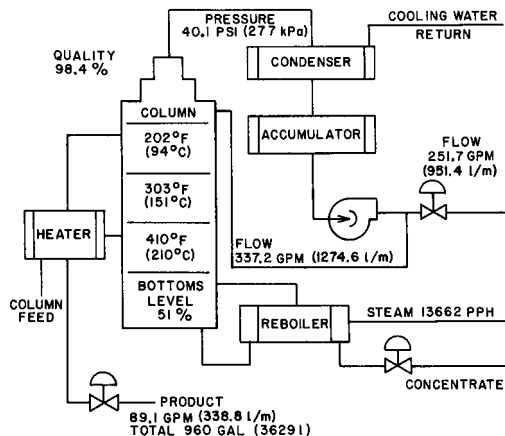 PRESSURE
40.1 PSI (277 kPa)
COOLING WATER
RETURN
QUALITY
98.4 %
CONDENSER
COLUMN
ACCUMULATOR
202°F
(94°C)
FLOW
251.7 GPM
(951.4 l/m)
303°F
(151°C)
HEATER
410°F
(210°C)
FLOW
337.2 GPM (1274.6 l/m)
BOTTOMS
LEVEL
51 %
COLUMN
FEED
REBOILER
STEAM 13662 PPH
CONCENTRATE
PRODUCT
89.1 GPM (338.8 l/m)
TOTAL 960 GAL (3629l)